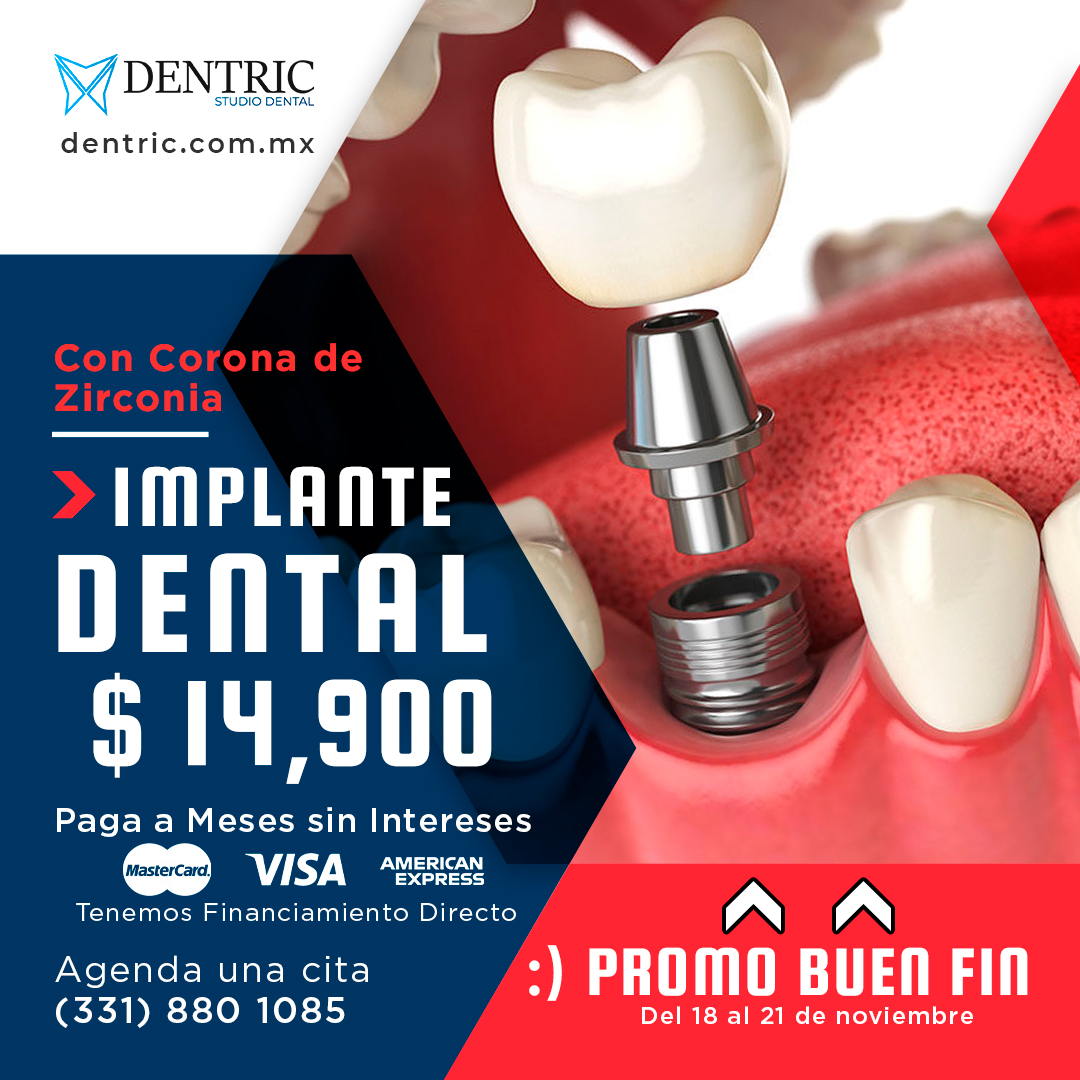 DENTRIC
STUDIO DENTAL
dentric.com.mx
Con Corona de
Zirconia
IMPLANTE
DENTAL
$ 14,900
Paga a Meses sin Intereses
MasterCard. VISA AMERICAN EXPRESS
Tenemos Financiamiento Directo
Agenda una cita
(331) 880 1085
:) PROMO BUEN FIN
Del 18 al 21 de noviembre